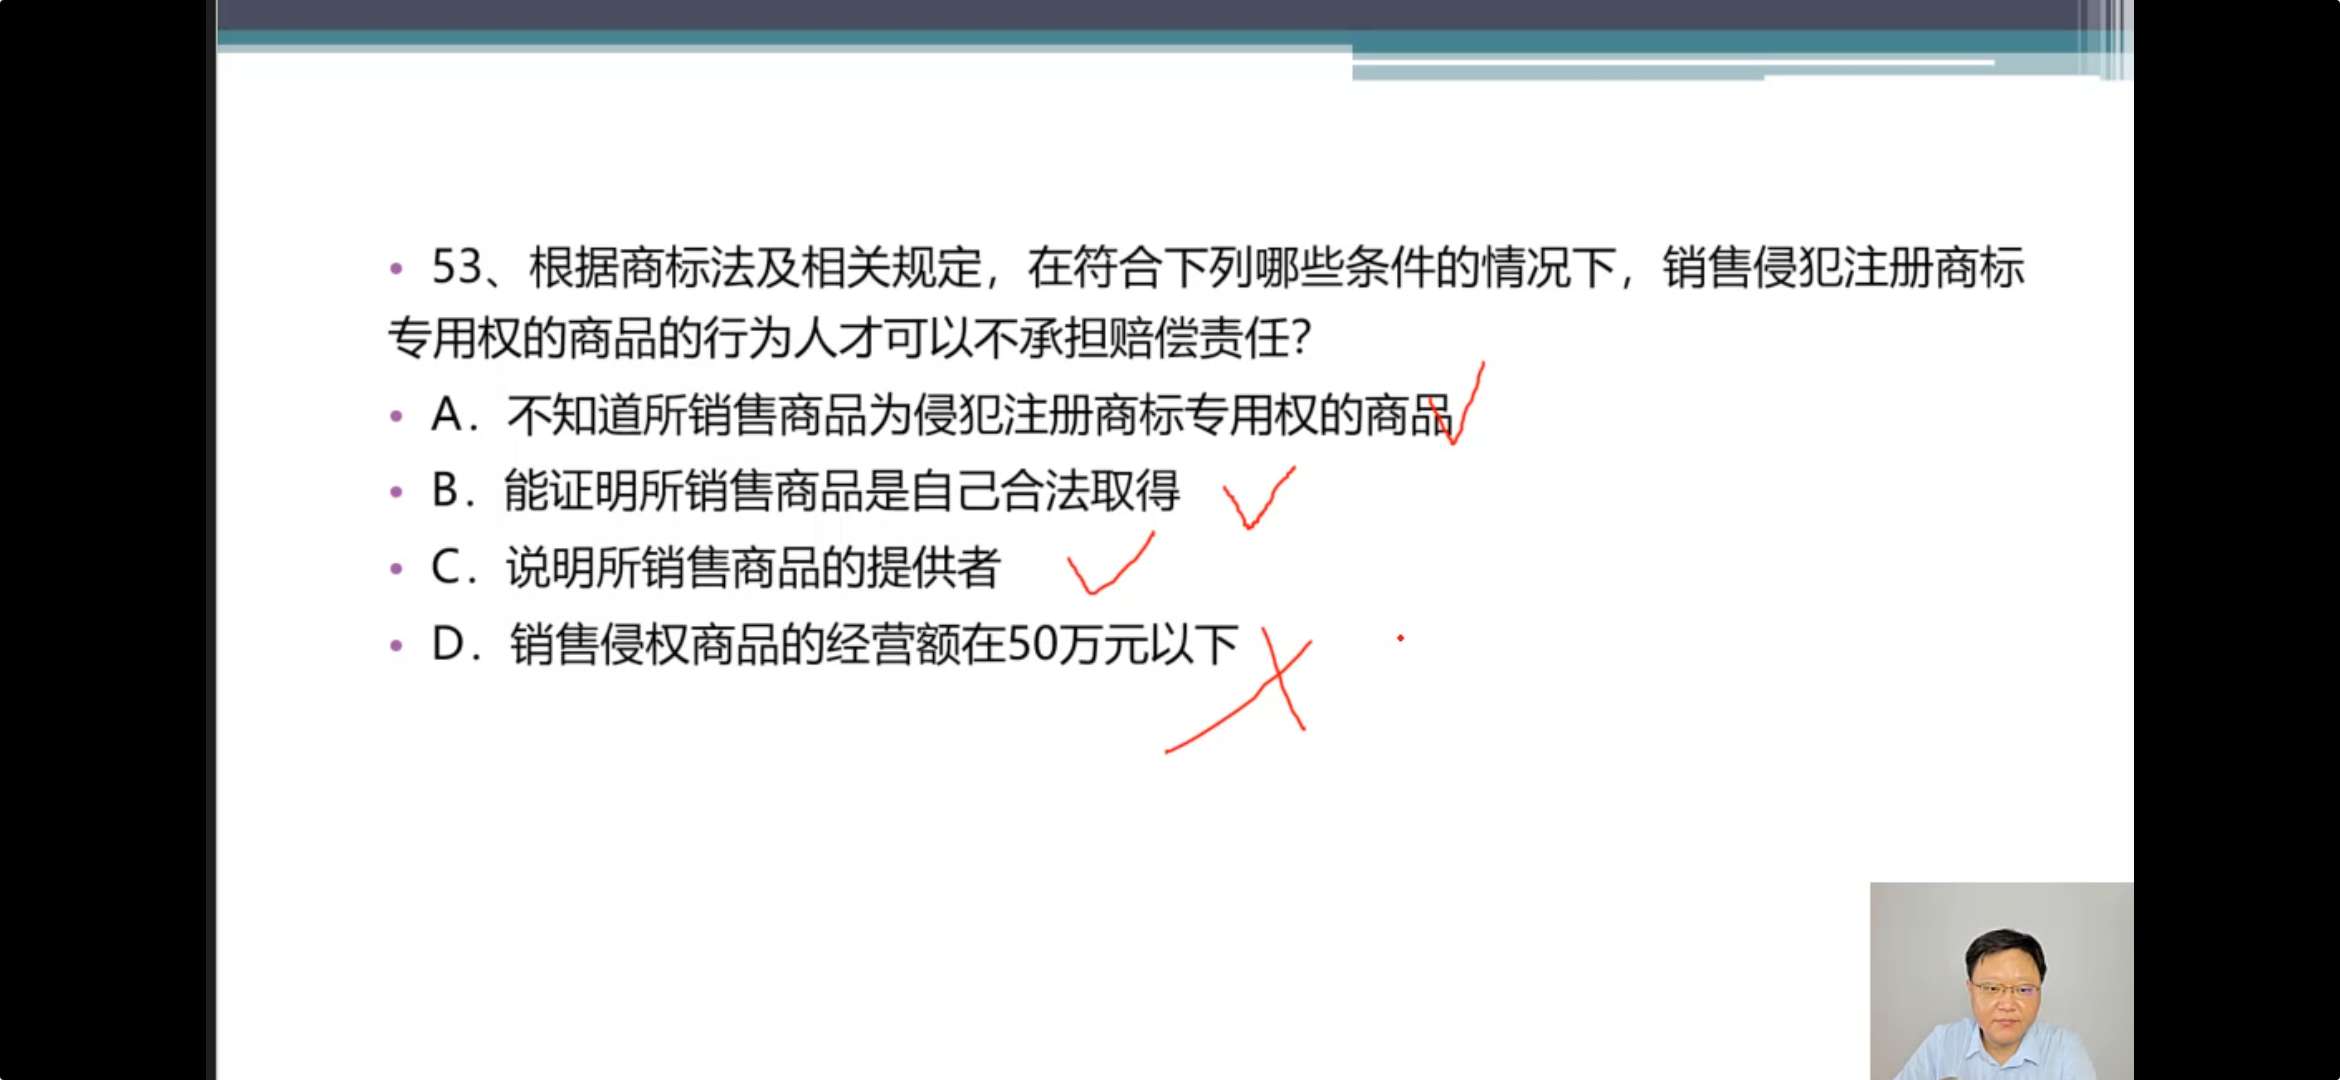 • 53、根据商标法及相关规定，在符合下列哪些条件的情况下，销售侵犯注册商标
专用权的商品的行为人才可以不承担赔偿责任？
• A．不知道所销售商品为侵犯注册商标专用权的商品
• B．能证明所销售商品是自己合法取得
• C．说明所销售商品的提供者
• D．销售侵权商品的经营额在50万元以下